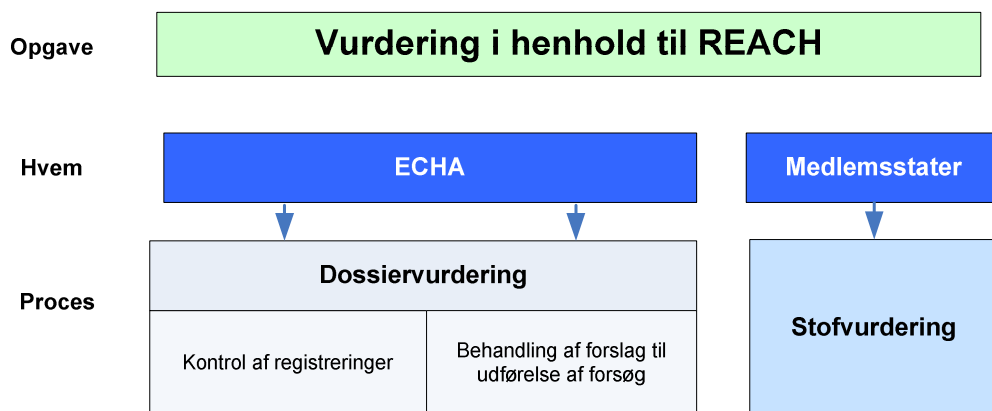 Opgave
Vurdering i henhold til REACH
Hvem
ECHA
Medlemsstater
Proces
Dossiervurdering
Kontrol af registreringer
Behandling af forslag til
udførelse af forsøg
Stofvurdering